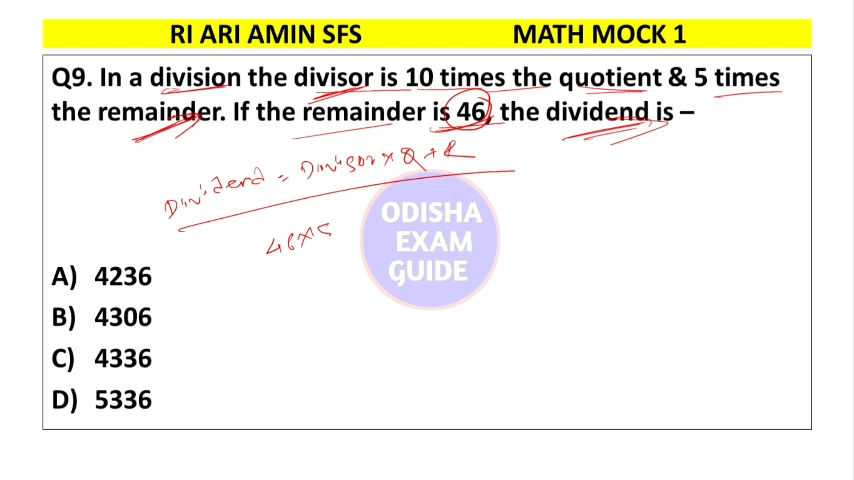 RI ARI AMIN SFS MATH MOCK 1
Q9. In a division the divisor is 10 times the quotient & 5 times
the remainder. If the remainder is 46, the dividend is –
Dividend = Divisor × Q + R
46×5
ODISHA
EXAM
GUIDE
A) 4236
B) 4306
C) 4336
D) 5336